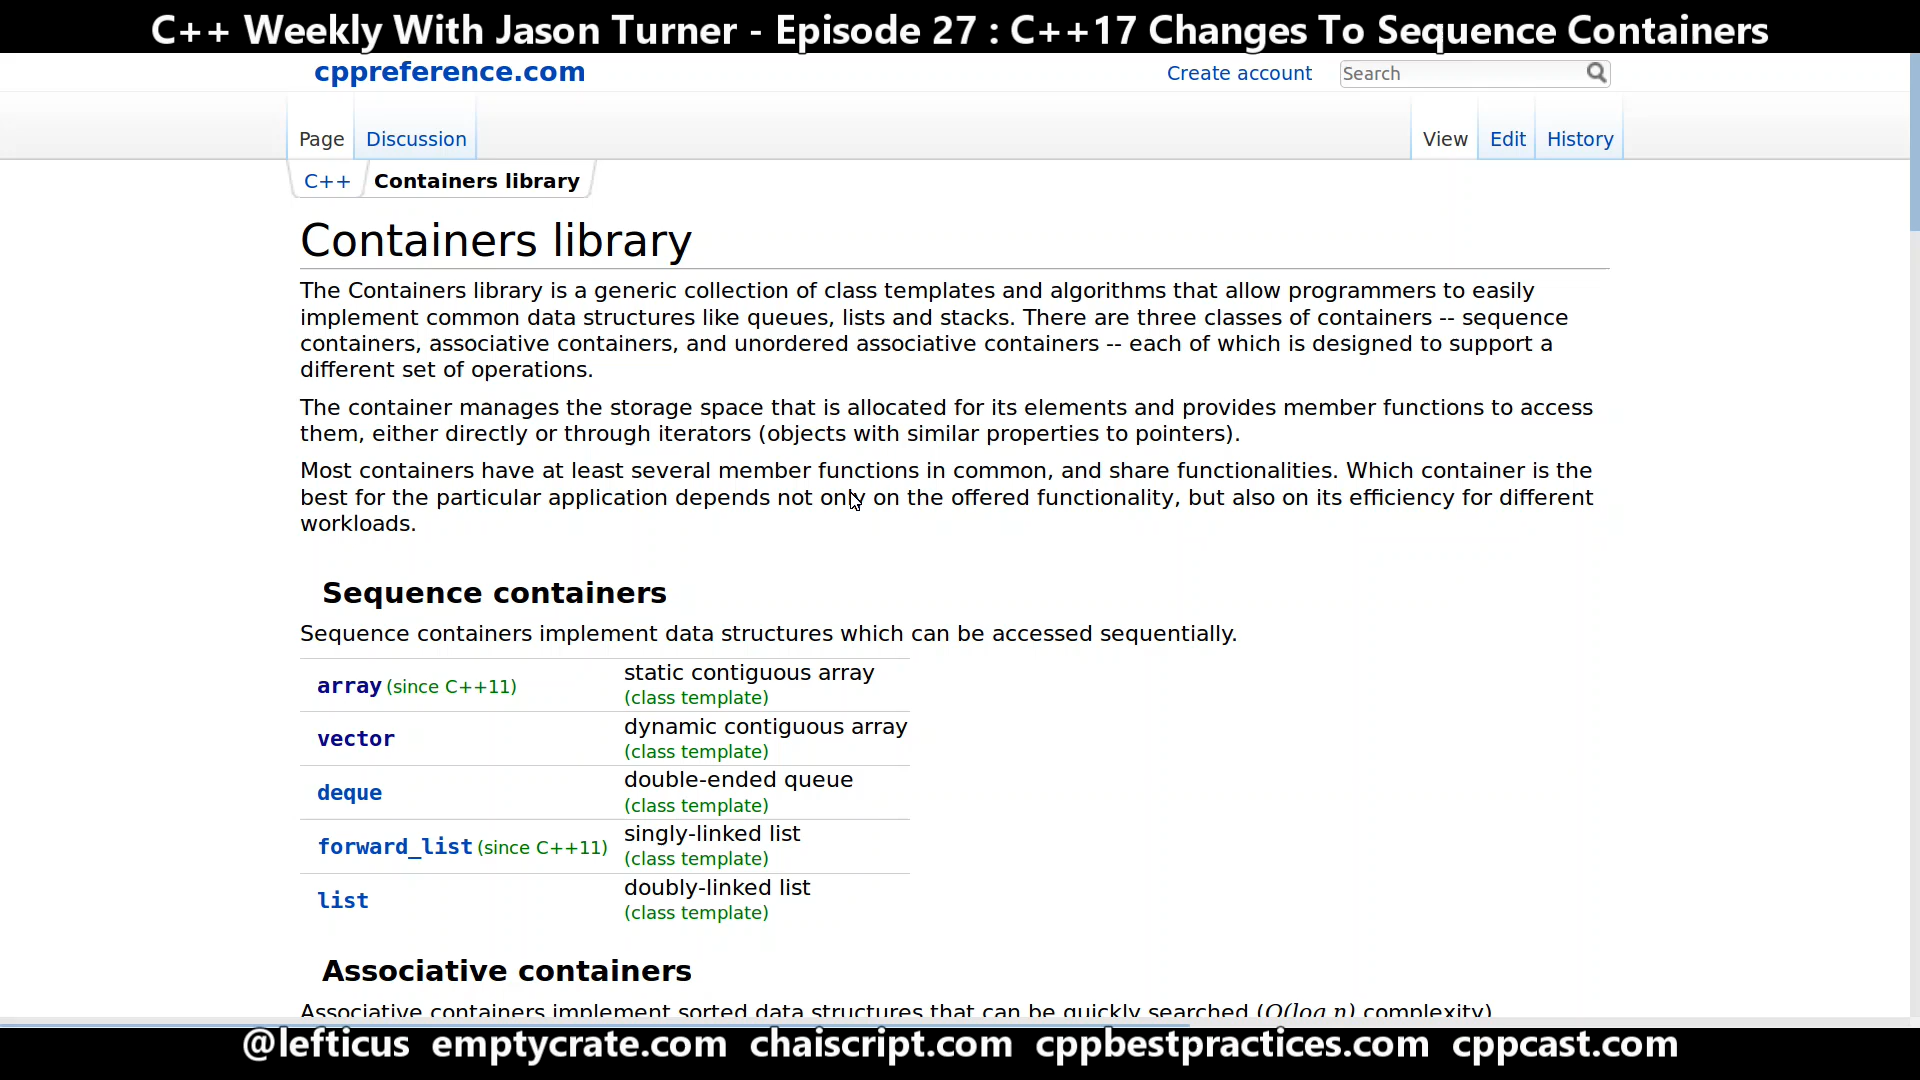 C++ Weekly With Jason Turner - Episode 27 : C++17 Changes To Sequence Containers
cppreference.com
Create account
Search
Page
Discussion
View
Edit
History
C++
Containers library
Containers library
The Containers library is a generic collection of class templates and algorithms that allow programmers to easily
implement common data structures like queues, lists and stacks. There are three classes of containers -- sequence
containers, associative containers, and unordered associative containers -- each of which is designed to support a
different set of operations.
The container manages the storage space that is allocated for its elements and provides member functions to access
them, either directly or through iterators (objects with similar properties to pointers).
Most containers have at least several member functions in common, and share functionalities. Which container is the
best for the particular application depends not only on the offered functionality, but also on its efficiency for different
workloads.
Sequence containers
Sequence containers implement data structures which can be accessed sequentially.
array (since C++11)
static contiguous array
(class template)
vector
dynamic contiguous array
(class template)
deque
double-ended queue
(class template)
forward_list (since C++11)
singly-linked list
(class template)
list
doubly-linked list
(class template)
Associative containers
Associative containers implement sorted data structures that can be quickly searched (O(log n) complexity)
@lefticus emptycrate.com chaiscript.com cppbestpractices.com cppcast.com